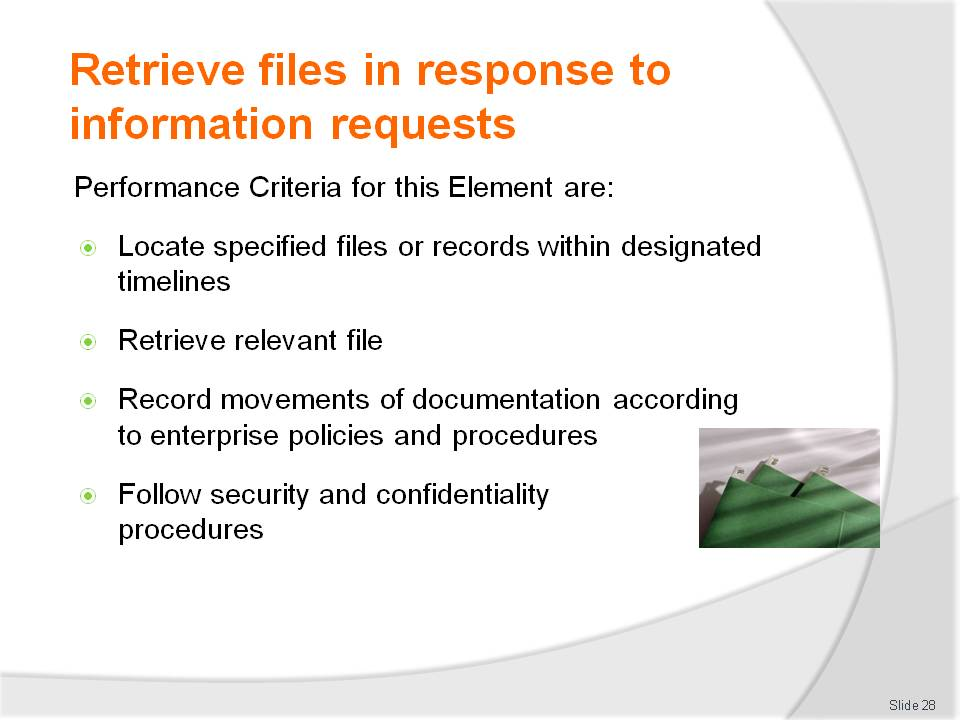 Retrieve files in response to
information requests
Performance Criteria for this Element are:
Locate specified files or records within designated
timelines
Retrieve relevant file
Record movements of documentation according
to enterprise policies and procedures
Follow security and confidentiality
procedures
Slide 28